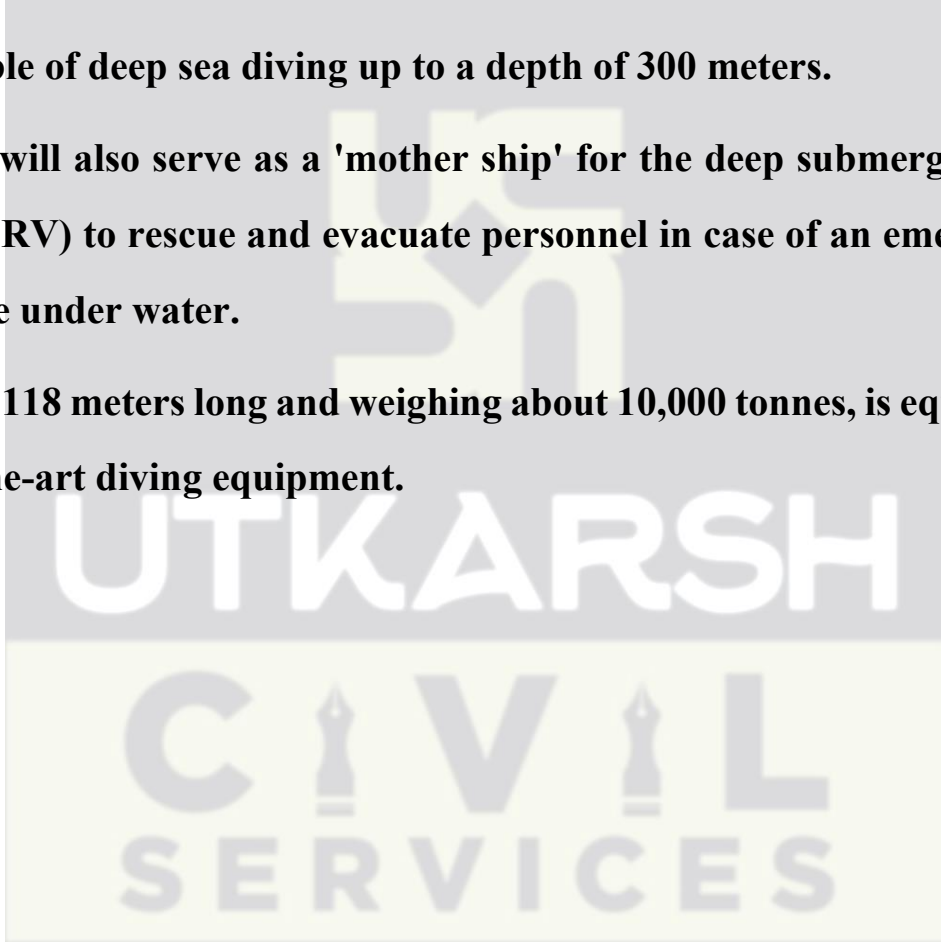 ble of deep sea diving up to a depth of 300 meters.
will also serve as a 'mother ship' for the deep submerg
RV) to rescue and evacuate personnel in case of an eme
e under water.
118 meters long and weighing about 10,000 tonnes, is eq
ne-art diving equipment.
UTKARSH
CIVIL
SERVICES